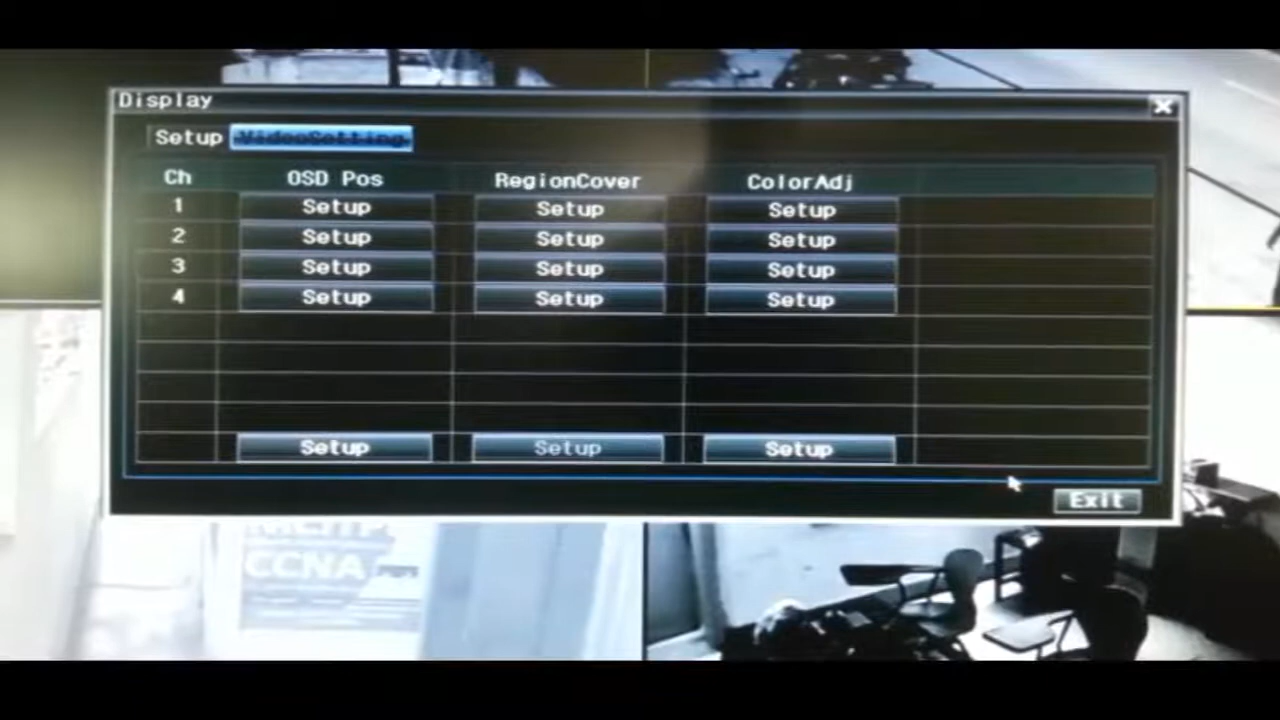 Display
Setup VideoSetting
Ch OSD Pos RegionCover ColorAdj
1 Setup Setup Setup
2 Setup Setup Setup
3 Setup Setup Setup
4 Setup Setup Setup
Setup Setup Setup
Exit
CCNA